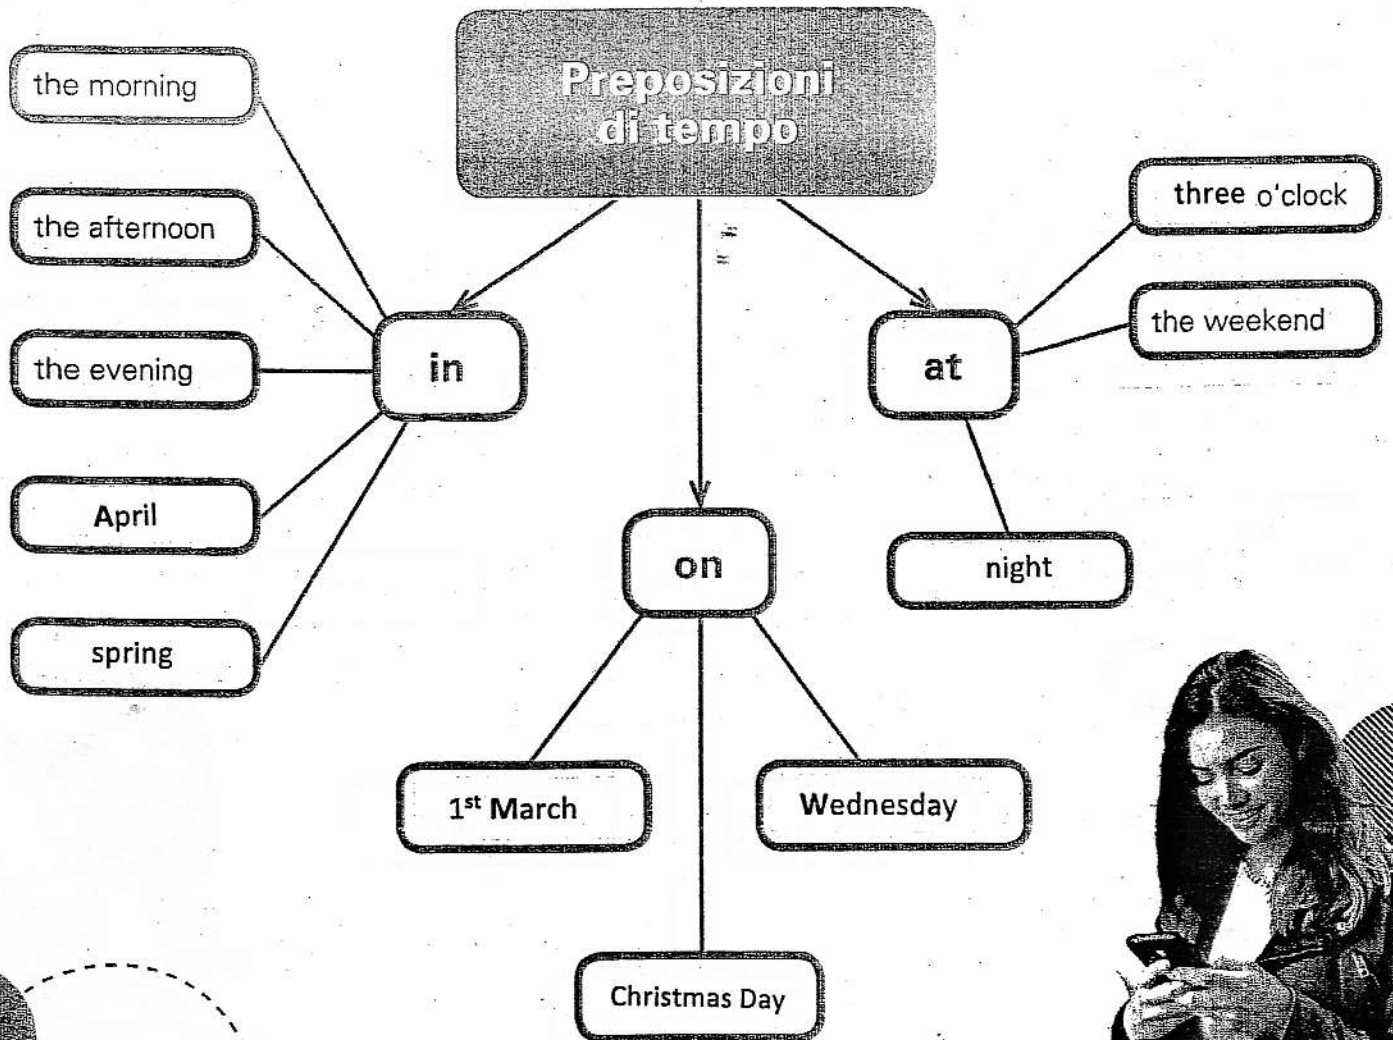 Preposizioni
di tempo
the morning
the afternoon
the evening
April
spring
in
on
at
three o'clock
the weekend
night
1st March
Wednesday
Christmas Day